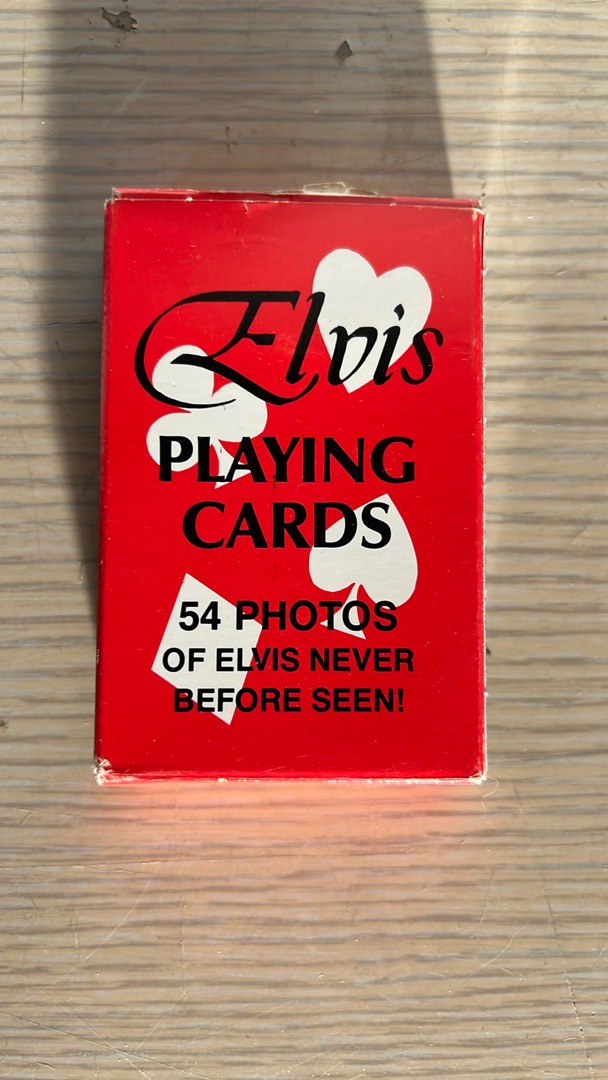 Elvis
PLAYING
CARDS
54 PHOTOS
OF ELVIS NEVER
BEFORE SEEN!